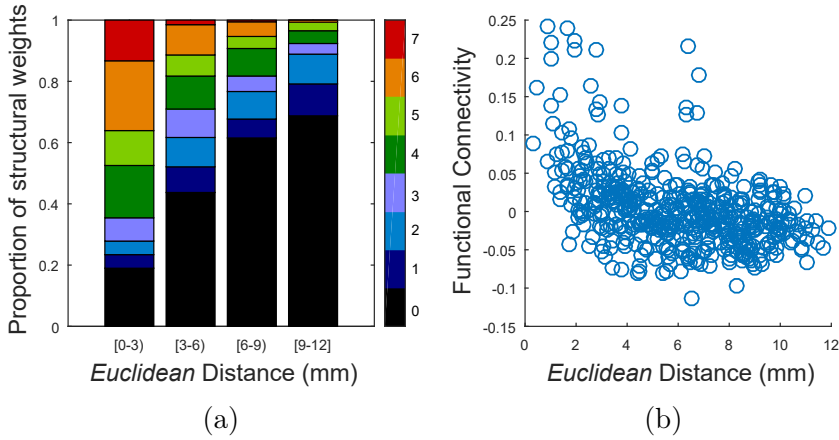 Proportion of structural weights
1
0.8
0.6
0.4
0.2
0
[0-3) [3-6) [6-9) [9-12]
Euclidean Distance (mm)
7
6
5
4
3
2
1
0
(a)
Functional Connectivity
0.25
0.2
0.15
0.1
0.05
0
-0.05
-0.1
-0.15
0 2 4 6 8 10 12
Euclidean Distance (mm)
(b)